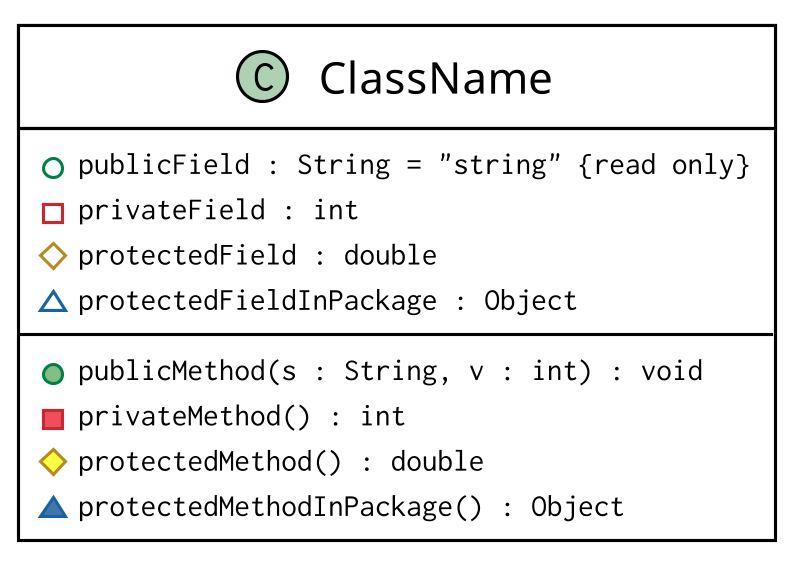 C ClassName
publicField : String = "string" {read only}
privateField : int
protectedField : double
protectedFieldInPackage : Object
publicMethod(s : String, v : int) : void
privateMethod() : int
protectedMethod() : double
protectedMethodInPackage() : Object